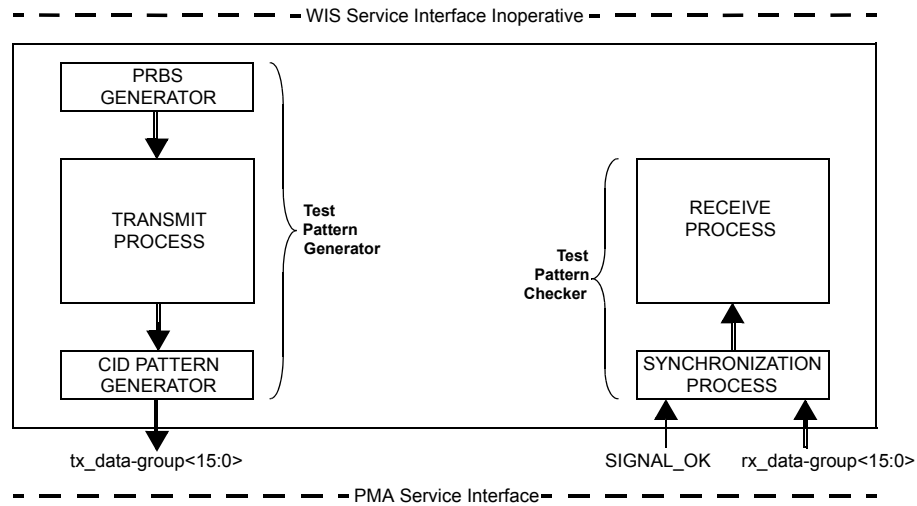 WIS Service Interface Inoperative
PRBS
GENERATOR
TRANSMIT
PROCESS
CID PATTERN
GENERATOR
Test
Pattern
Generator
Test
Pattern
Checker
RECEIVE
PROCESS
SYNCHRONIZATION
PROCESS
tx_data-group<15:0>
SIGNAL_OK
rx_data-group<15:0>
PMA Service Interface